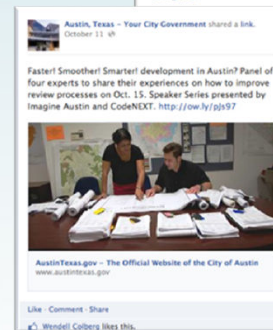 Austin, Texas – Your City Government shared a link.
October 11
Faster! Smoother! Smarter! development in Austin? Panel of
four experts to share their experiences on how to improve
review processes on Oct. 15. Speaker Series presented by
Imagine Austin and CodeNEXT. http://ow.ly/pJs97
AustinTexas.gov – The Official Website of the City of Austin
www.austintexas.gov
Like · Comment · Share
Wendell Colberg likes this.